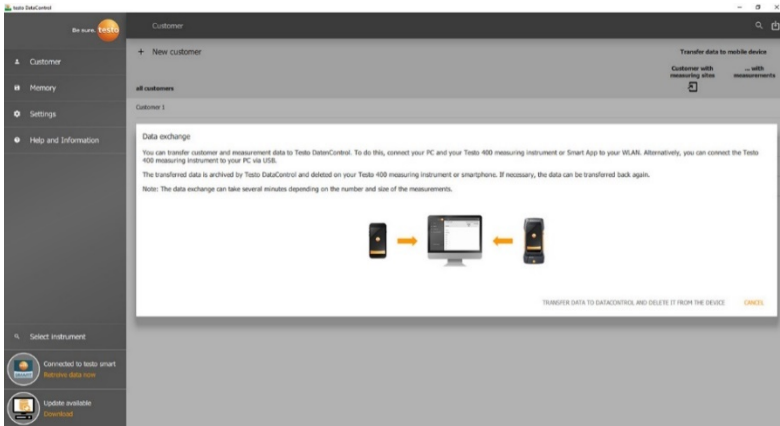 testo DataControl
Be sure. testo
Customer
Customer
Memory
Settings
Help and Information
+ New customer
Transfer data to mobile device
Customer with
measuring sites
... with
measurements
all customers
Customer 1
Data exchange
You can transfer customer and measurement data to Testo DatenControl. To do this, connect your PC and your Testo 400 measuring instrument or Smart App to your WLAN. Alternatively, you can connect the Testo
400 measuring instrument to your PC via USB.
The transferred data is archived by Testo DataControl and deleted on your Testo 400 measuring instrument or smartphone. If necessary, the data can be transferred back again.
Note: The data exchange can take several minutes depending on the number and size of the measurements.
TRANSFER DATA TO DATACONTROL AND DELETE IT FROM THE DEVICE
CANCEL
Select instrument
Connected to testo smart
Retreive data now
Update available
Download